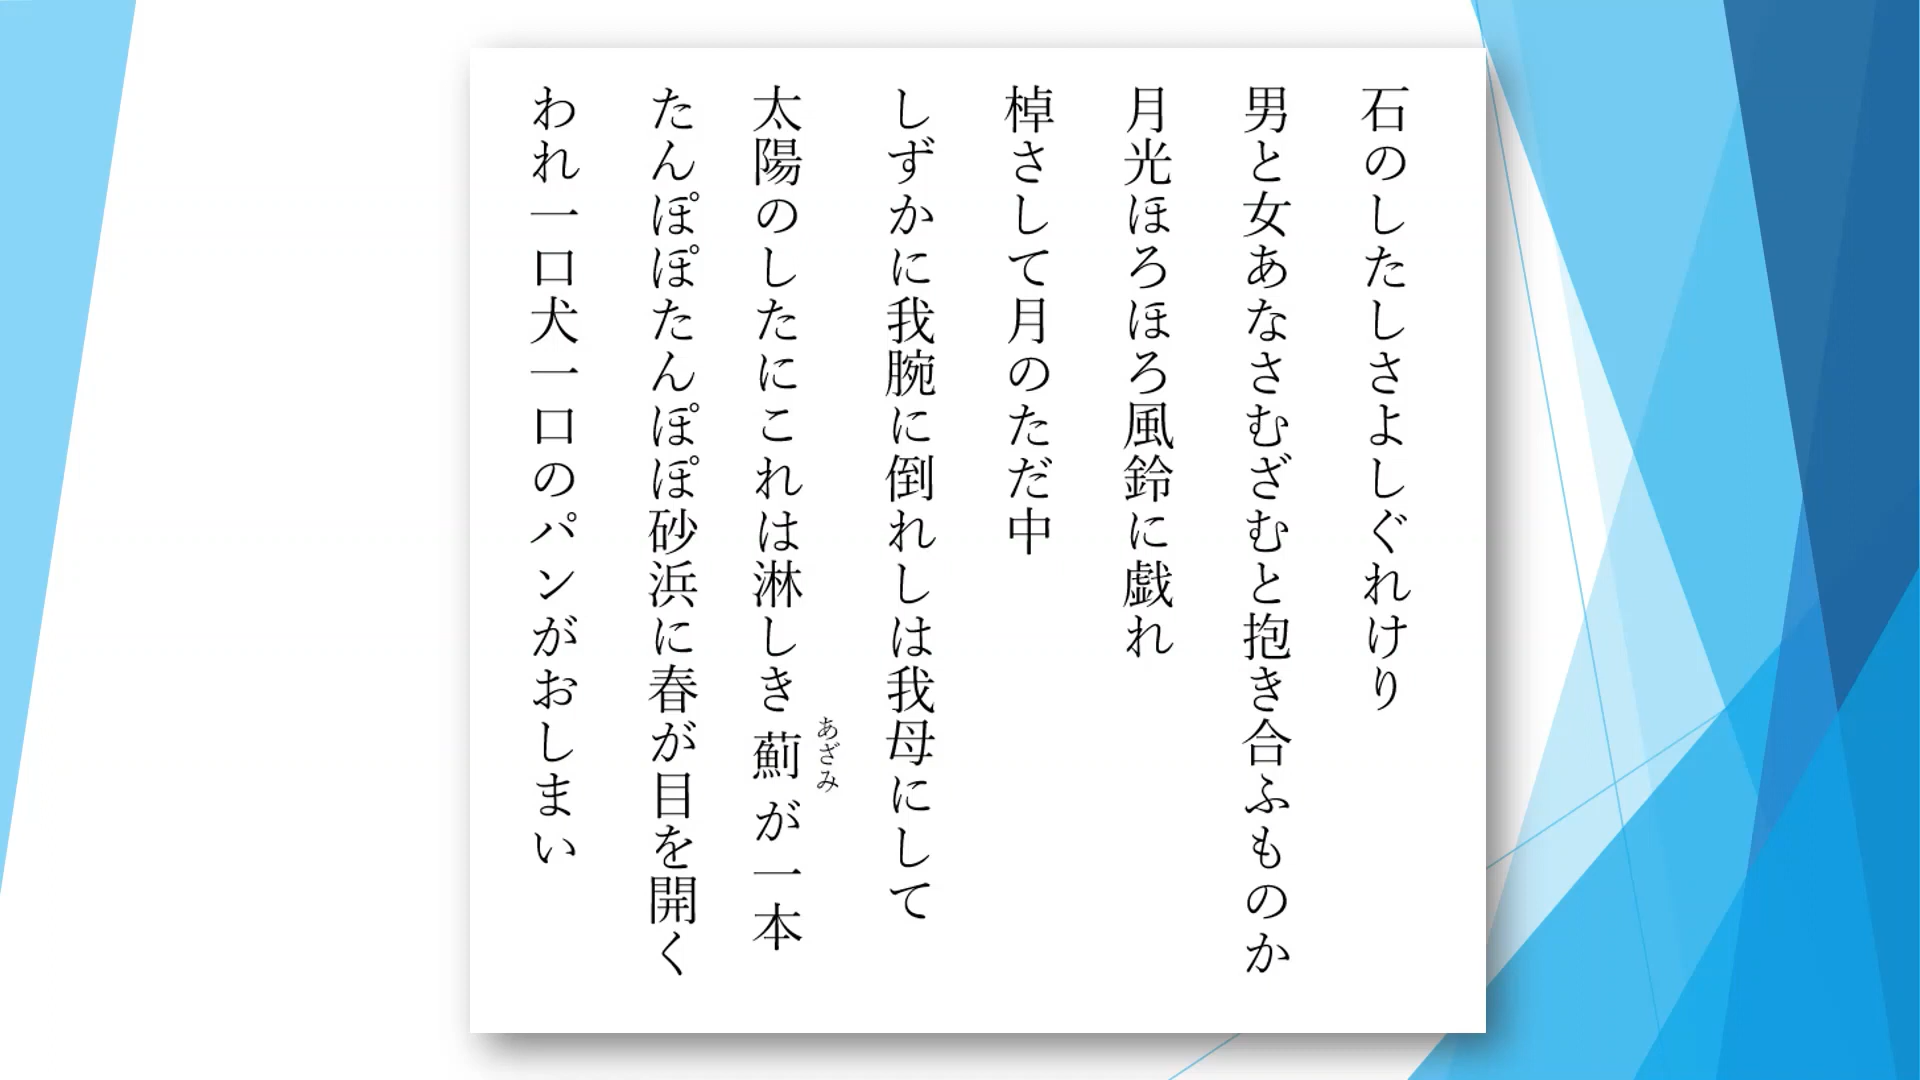 石のしたしさよしぐれけり
男と女あなさむざむと抱き合ふものか
月光ほろほろ風鈴に戯れ
棹さして月のただ中
しずかに我腕に倒れしは我母にして
太陽のしたにこれは淋しき薊が一本
あざみ
たんぽぽたんぽぽ砂浜に春が目を開く
われ一口犬一口のパンがおしまい